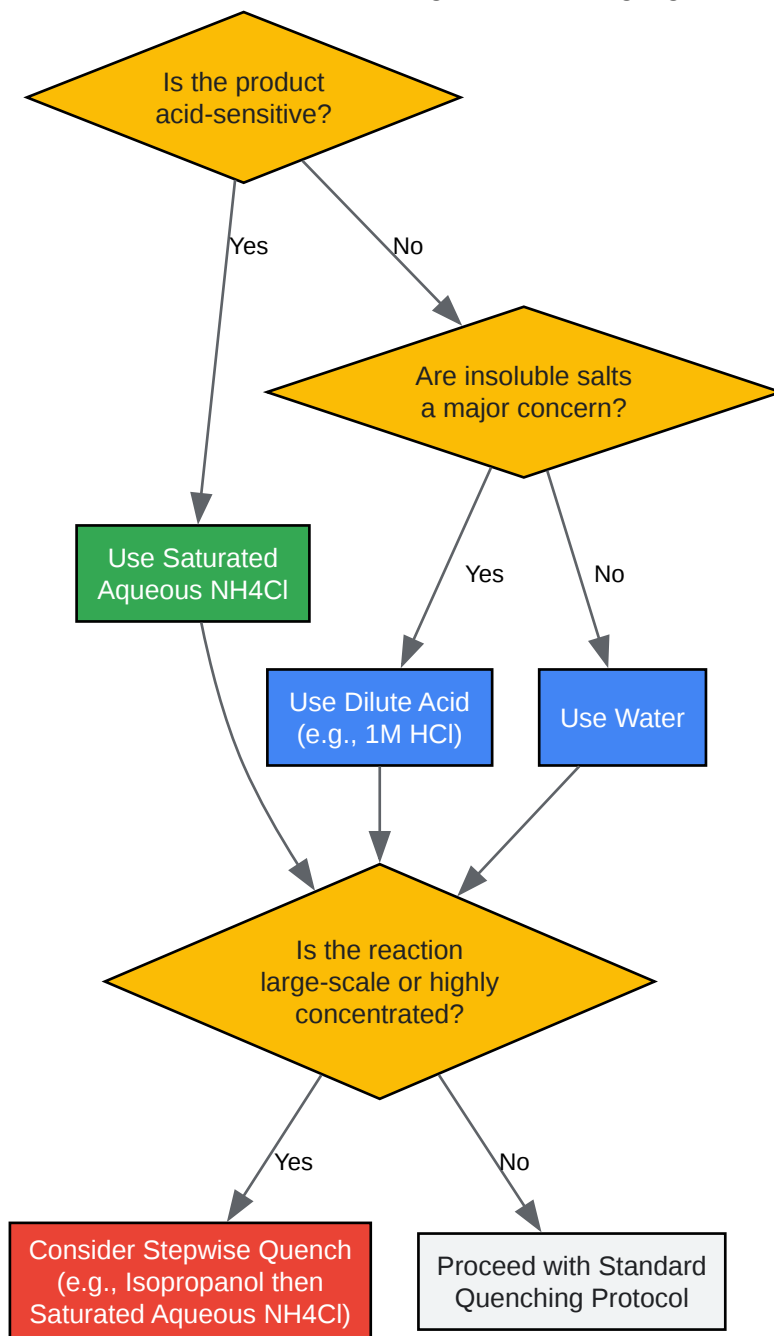 Is the product
acid-sensitive?
Yes
No
Are insoluble salts
a major concern?
Use Saturated
Aqueous NH4Cl
Yes
No
Use Dilute Acid
(e.g., 1M HCl)
Use Water
Is the reaction
large-scale or highly
concentrated?
Yes
No
Consider Stepwise Quench
(e.g., Isopropanol then
Saturated Aqueous NH4Cl)
Proceed with Standard
Quenching Protocol